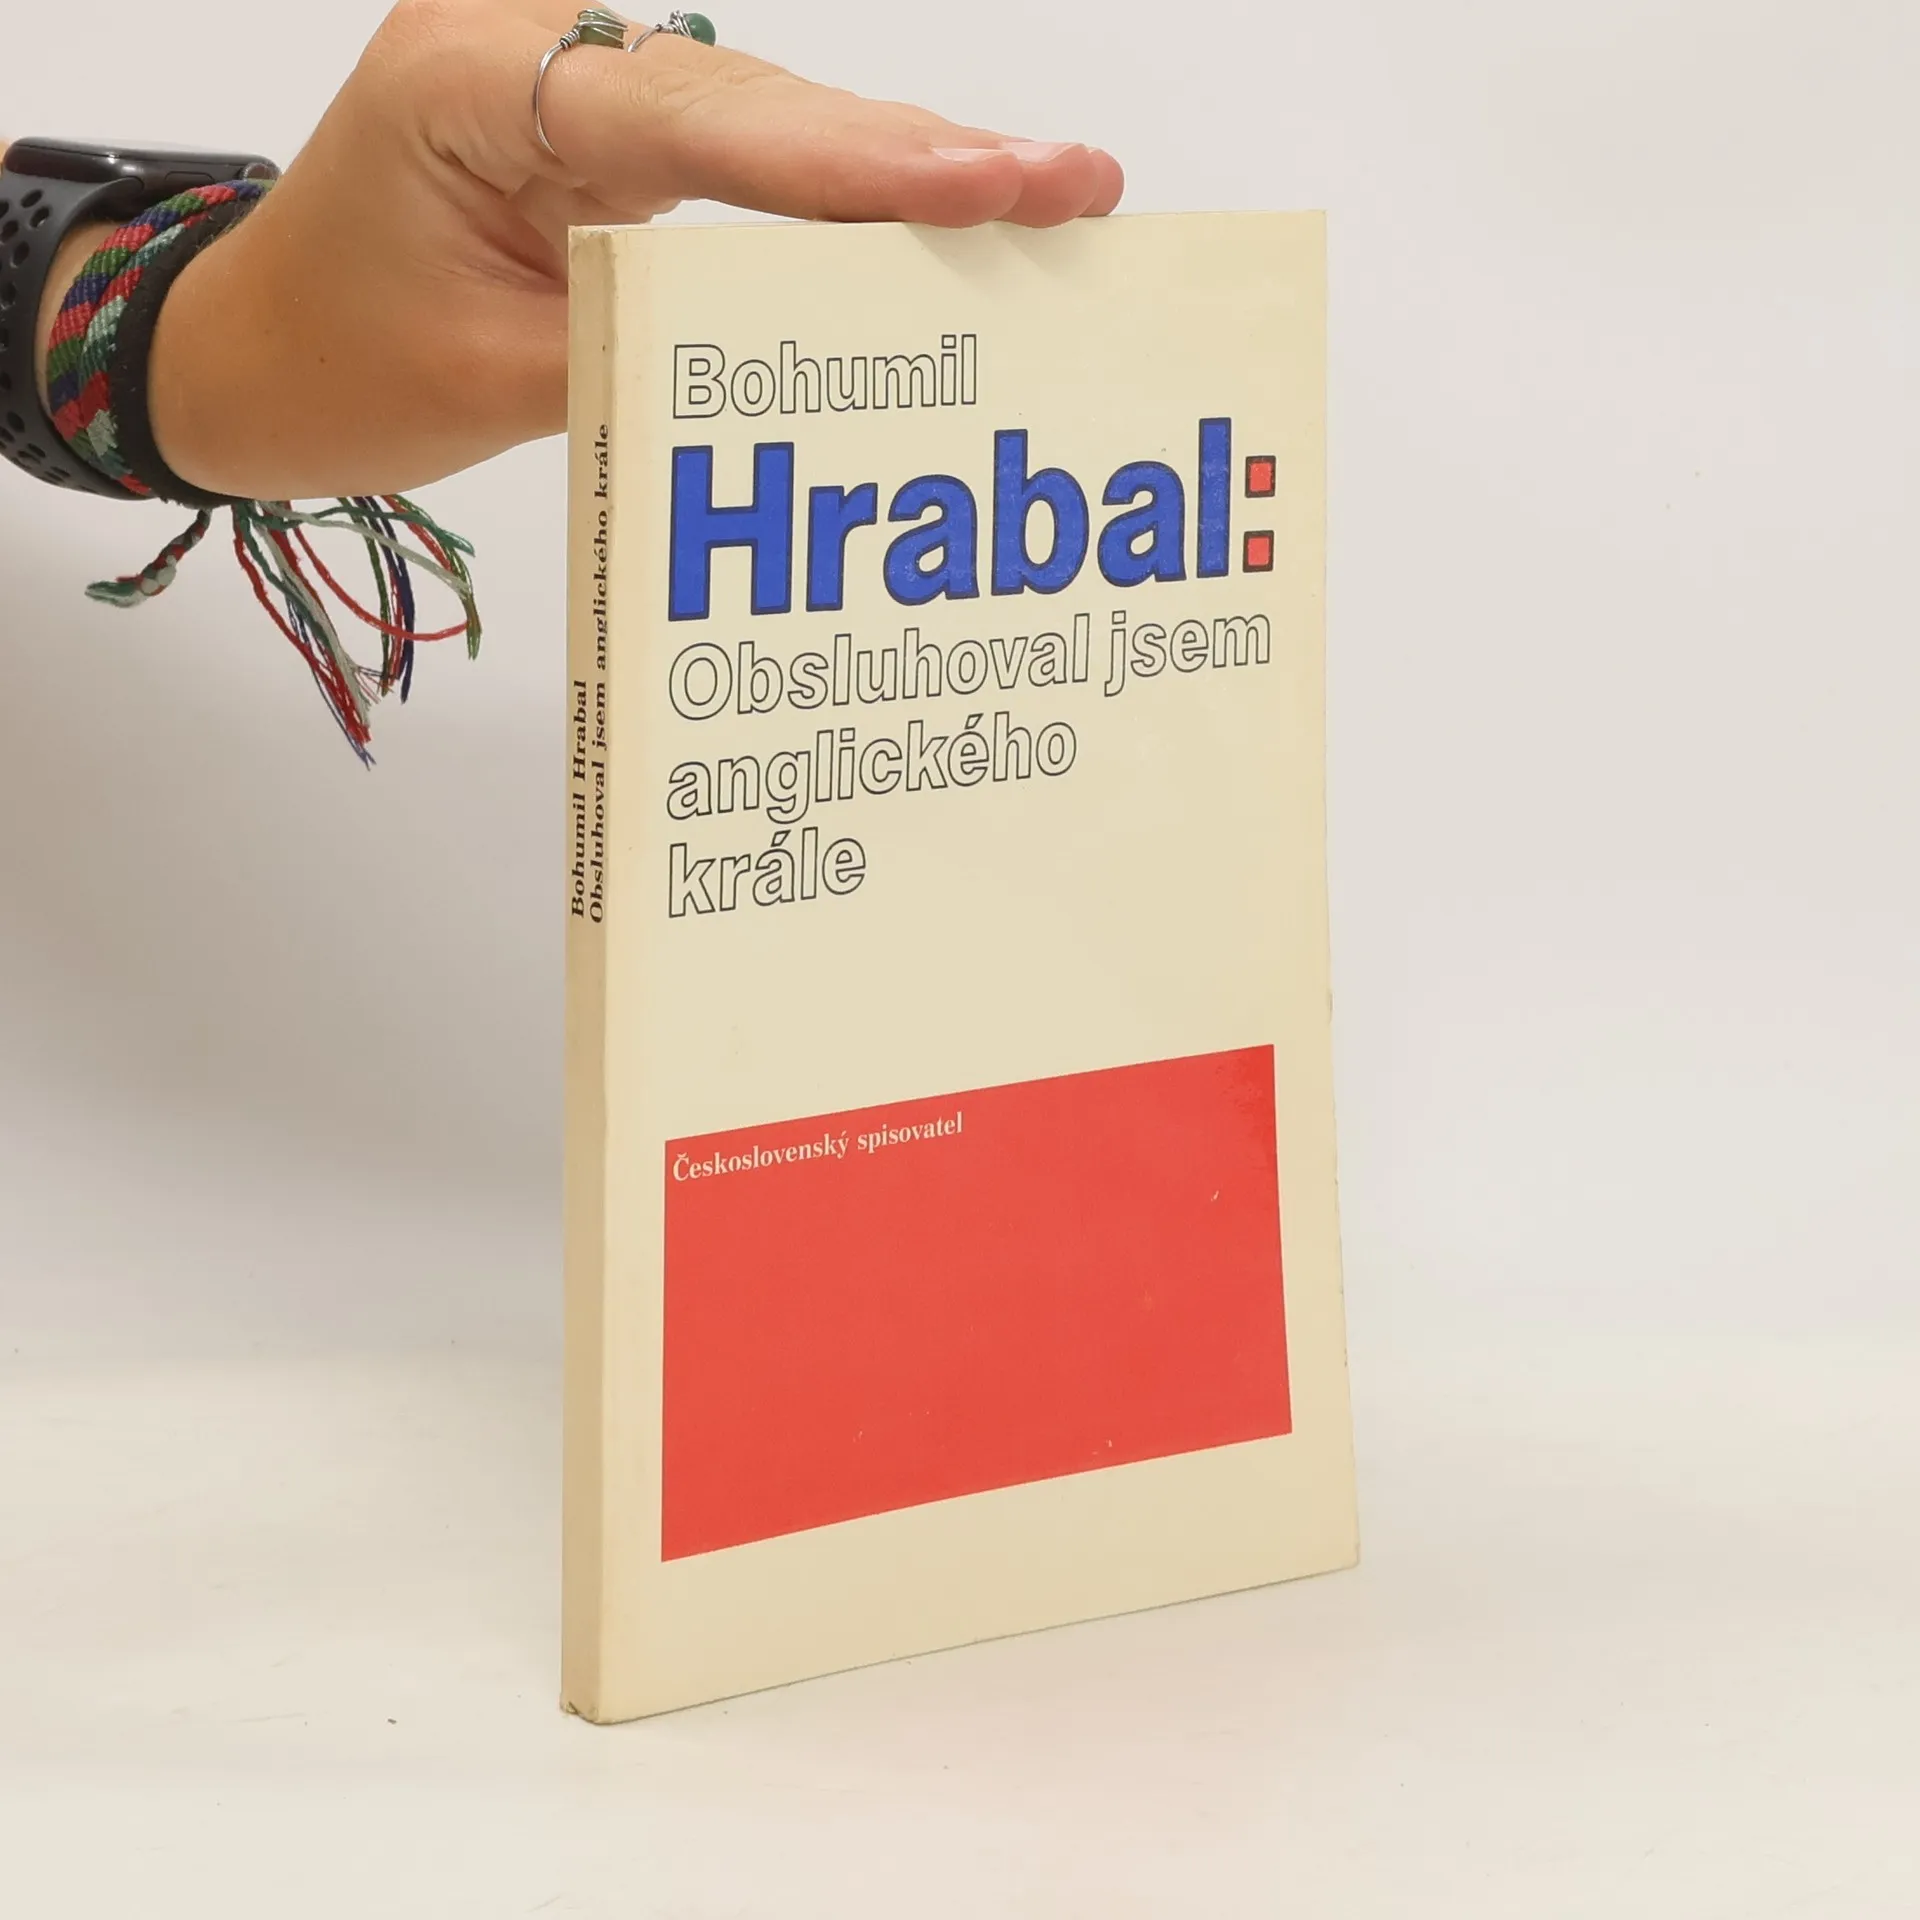 Bohumil
Hrabal:
Obsluhoval jsem
anglického
krále
Československý spisovatel
Bohumil Hrabal
Obsluhoval jsem anglického krále